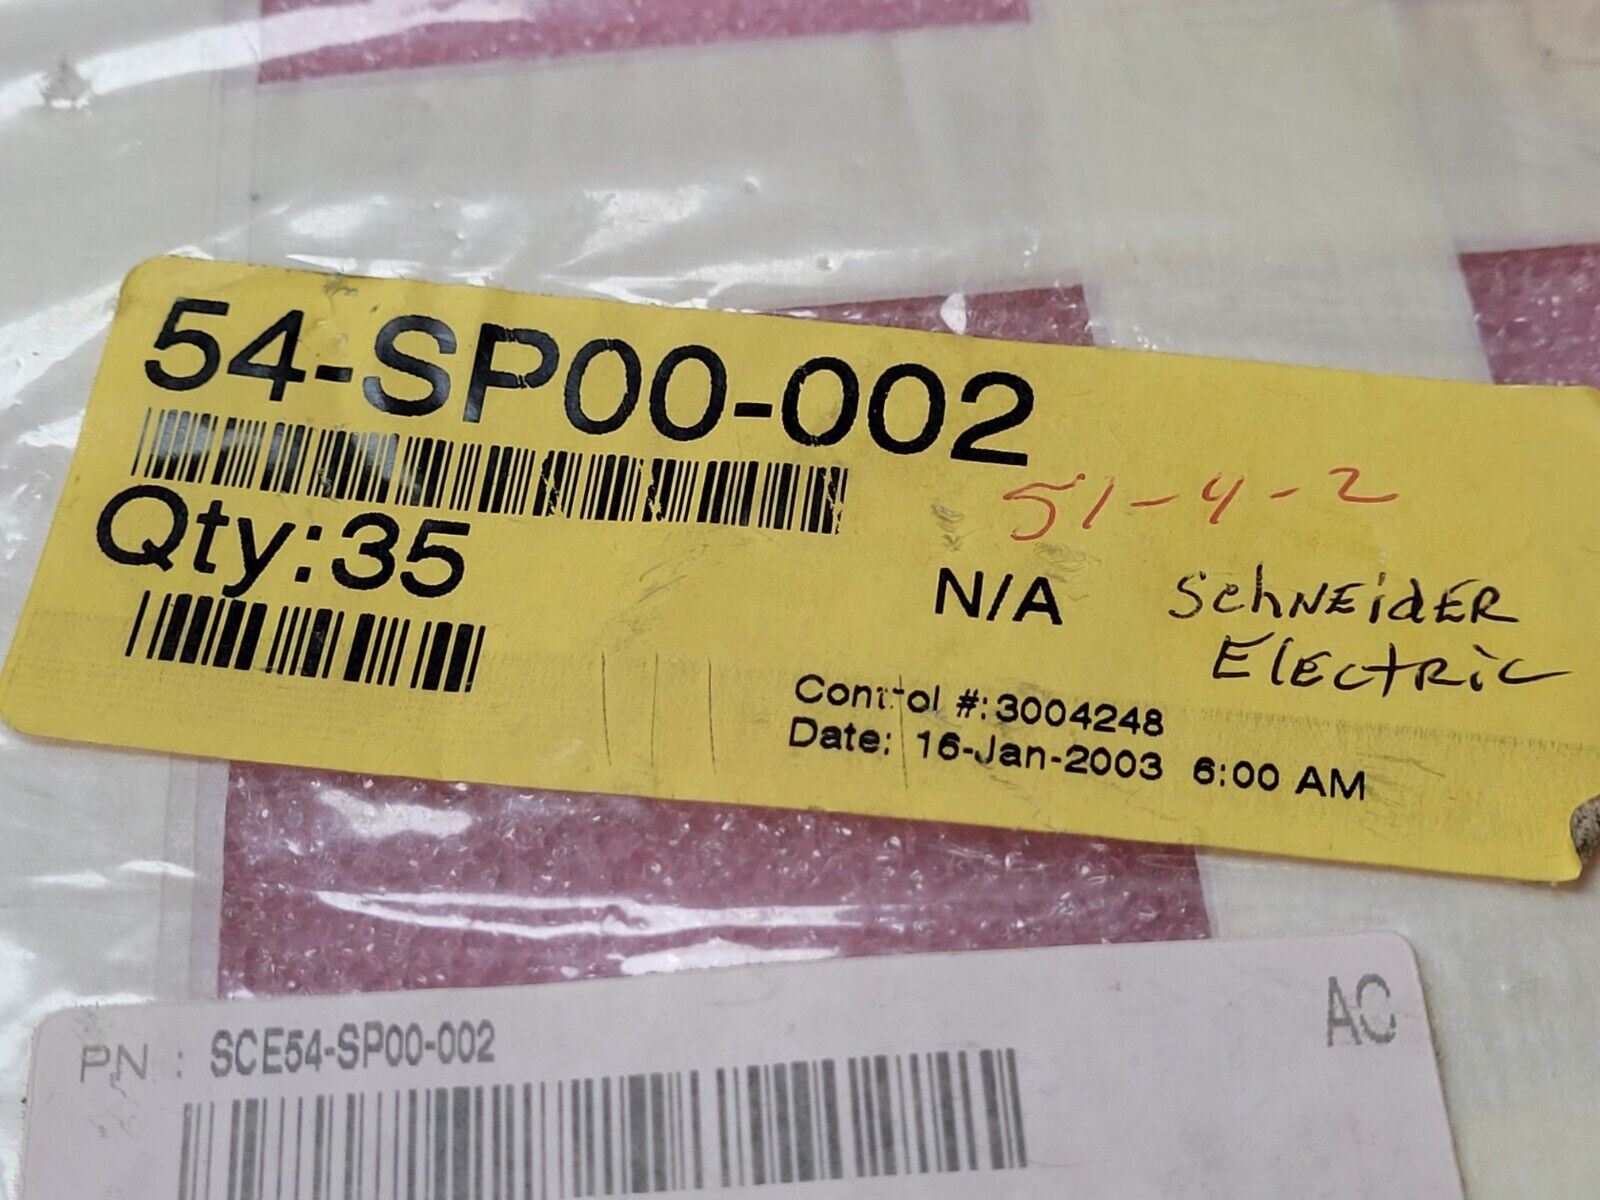 54-SP00-002
51-4-2
Qty:35
N/A
SchNEidER
ElectRic
Control #:3004248
Date: 16-Jan-2003 6:00 AM
AC
PN : SCE54-SP00-002